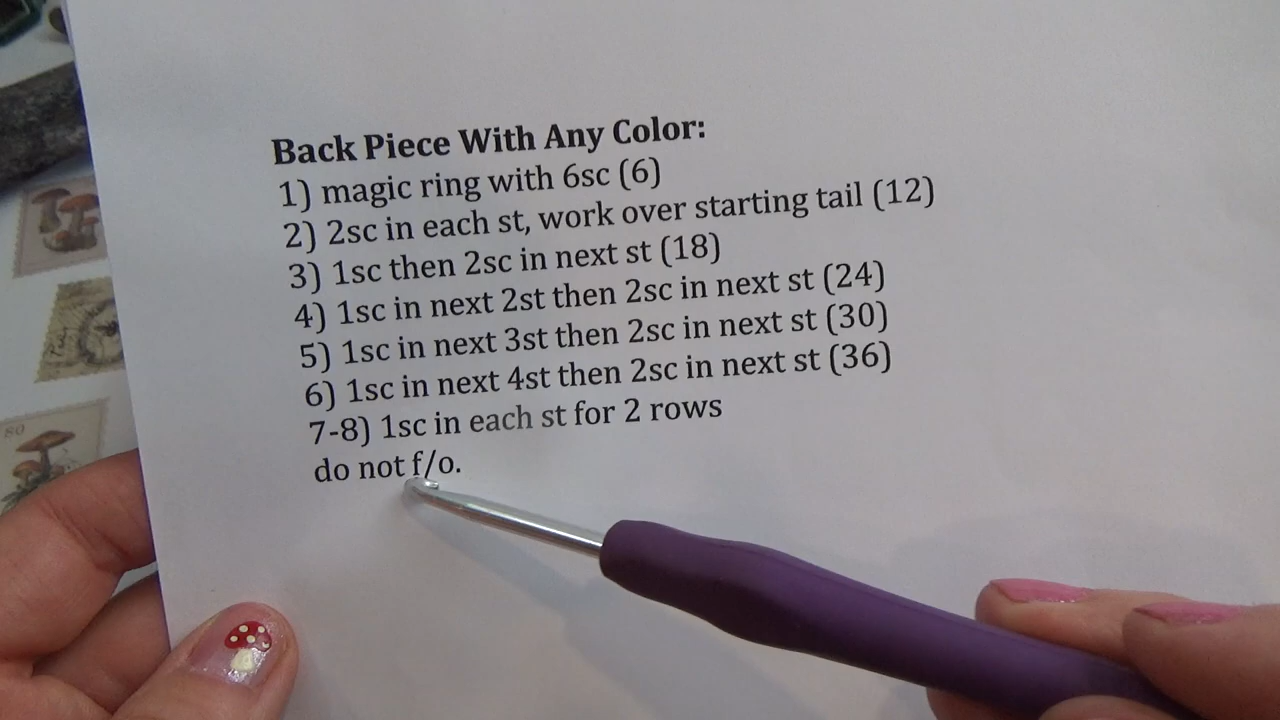 Back Piece With Any Color:
1) magic ring with 6sc (6)
2) 2sc in each st, work over starting tail (12)
3) 1sc then 2sc in next st (18)
4) 1sc in next 2st then 2sc in next st (24)
5) 1sc in next 3st then 2sc in next st (30)
6) 1sc in next 4st then 2sc in next st (36)
7-8) 1sc in each st for 2 rows
do not f/o.
80